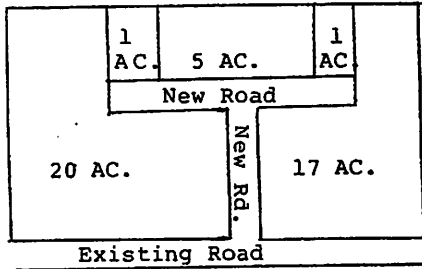 1 AC.
5 AC.
1 AC
New Road
20 AC.
New Rd.
17 AC.
Existing Road